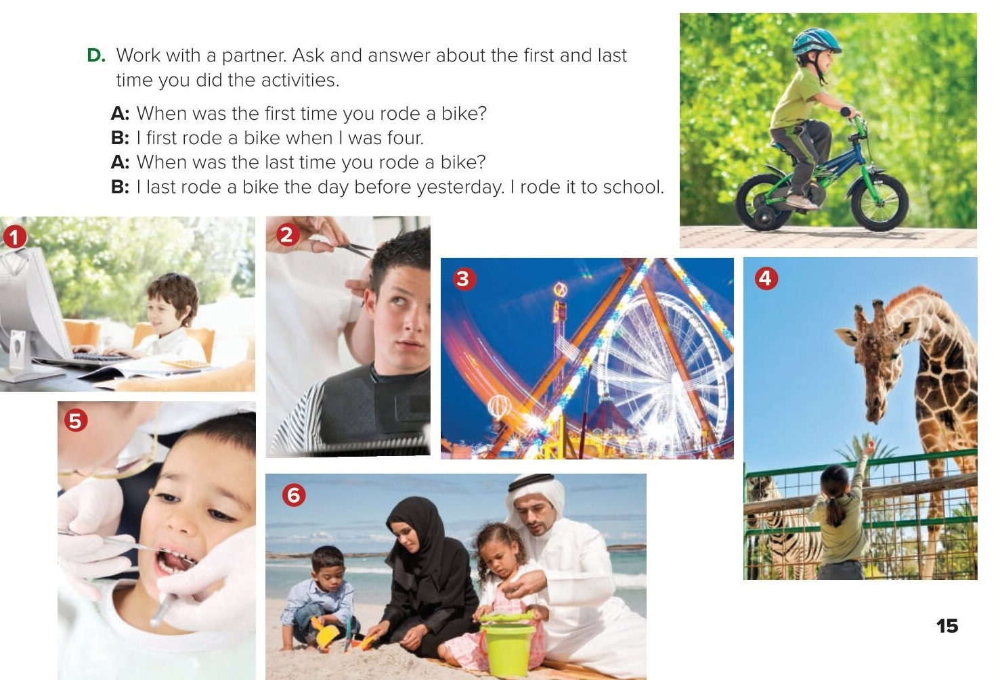 D. Work with a partner. Ask and answer about the first and last
time you did the activities.
A: When was the first time you rode a bike?
B: I first rode a bike when I was four.
A: When was the last time you rode a bike?
B: I last rode a bike the day before yesterday. I rode it to school.
1
2
3
4
5
6
15